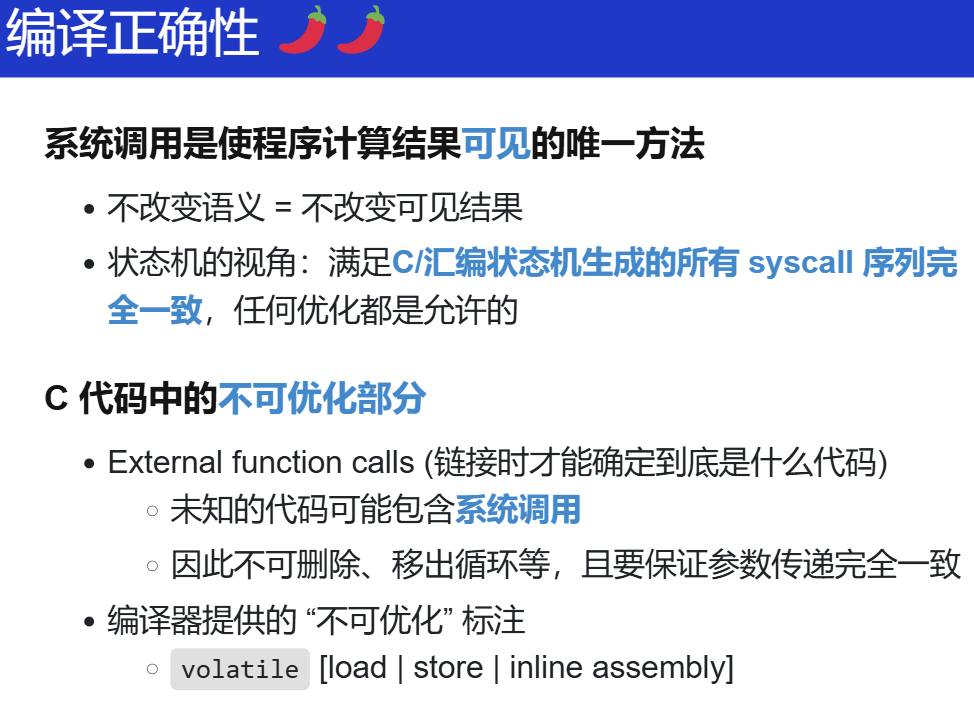 编译正确性 🌶️🌶️
系统调用是使程序计算结果可见的唯一方法
• 不改变语义 = 不改变可见结果
• 状态机的视角：满足C/汇编状态机生成的所有 syscall 序列完
全一致，任何优化都是允许的
C 代码中的不可优化部分
• External function calls (链接时才能确定到底是什么代码)
○ 未知的代码可能包含系统调用
○ 因此不可删除、移出循环等，且要保证参数传递完全一致
• 编译器提供的 “不可优化” 标注
○ volatile [load | store | inline assembly]